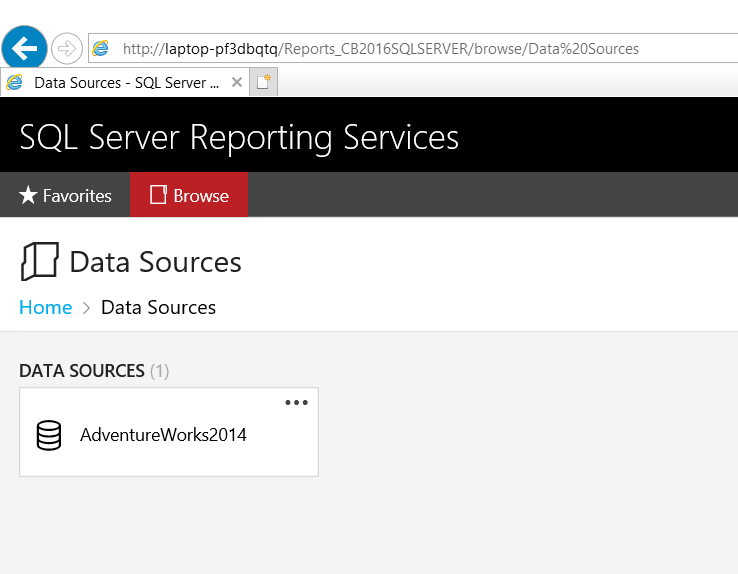 http://laptop-pf3dbqtq/Reports_CB2016SQLSERVER/browse/Data%20Sources
Data Sources - SQL Server ...
SQL Server Reporting Services
Favorites Browse
Data Sources
Home > Data Sources
DATA SOURCES (1)
AdventureWorks2014